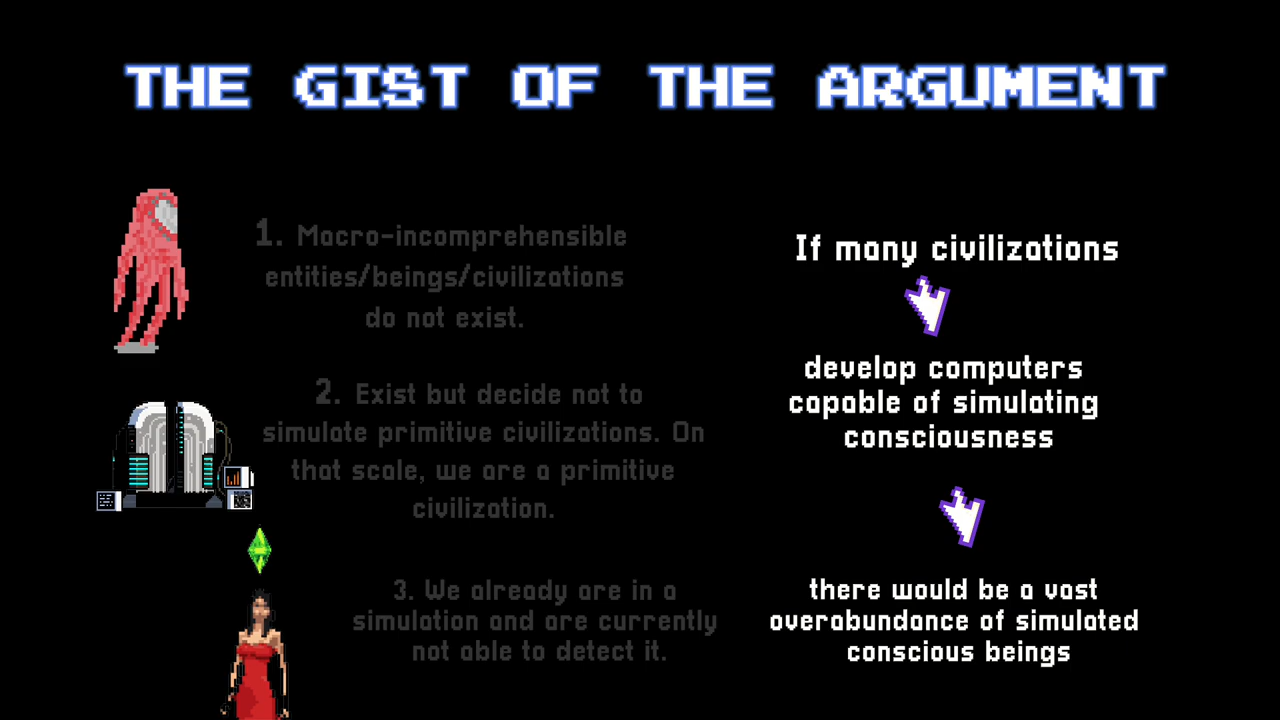 THE GIST OF THE ARGUMENT
1. Macro-incomprehensible
entities/beings/civilizations
do not exist.
2. Exist but decide not to
simulate primitive civilizations. On
that scale, we are a primitive
civilization.
3. We already are in a
simulation and are currently
not able to detect it.
If many civilizations
develop computers
capable of simulating
consciousness
there would be a vast
overabundance of simulated
conscious beings